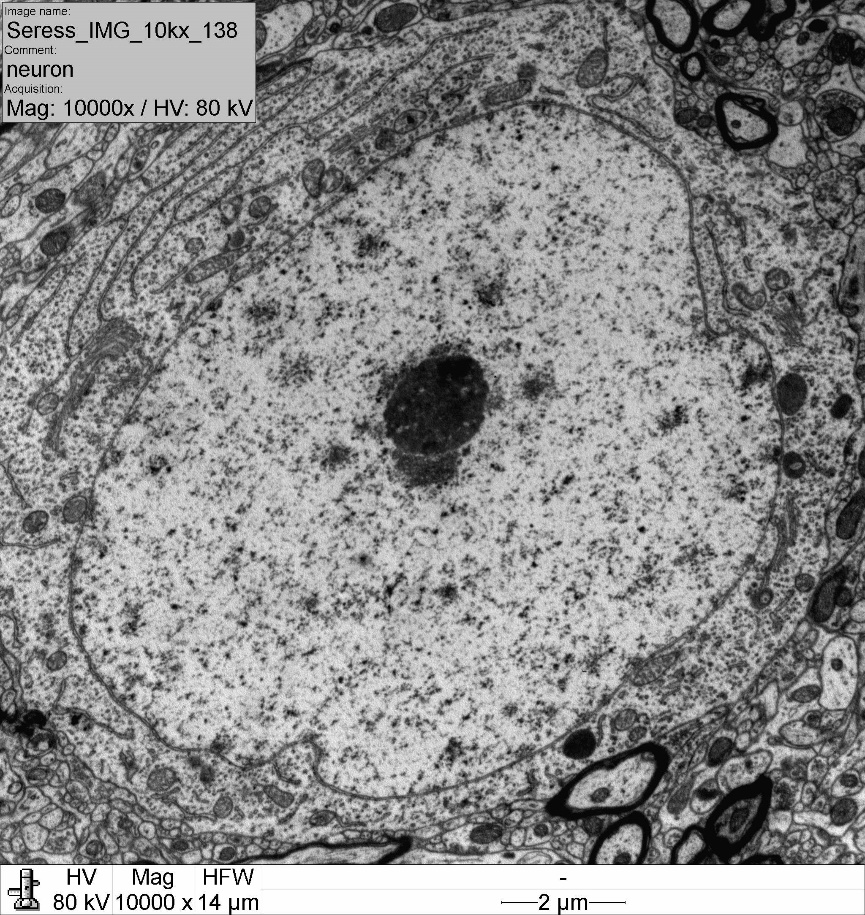 Image name:
Seress_IMG_10kx_138
Comment:
neuron
Acquisition:
Mag: 10000x / HV: 80 kV
HV Mag HFW -
80 kV 10000 x 14 µm 2 µm